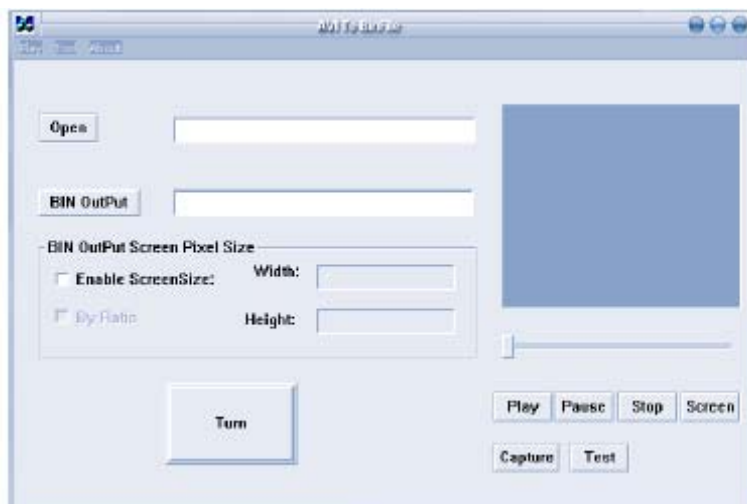 Open
BIN OutPut
BIN OutPut Screen Pixel Size
Enable ScreenSize:
Width:
By Ratio
Height:
Turn
Play Pause Stop Screen
Capture Test